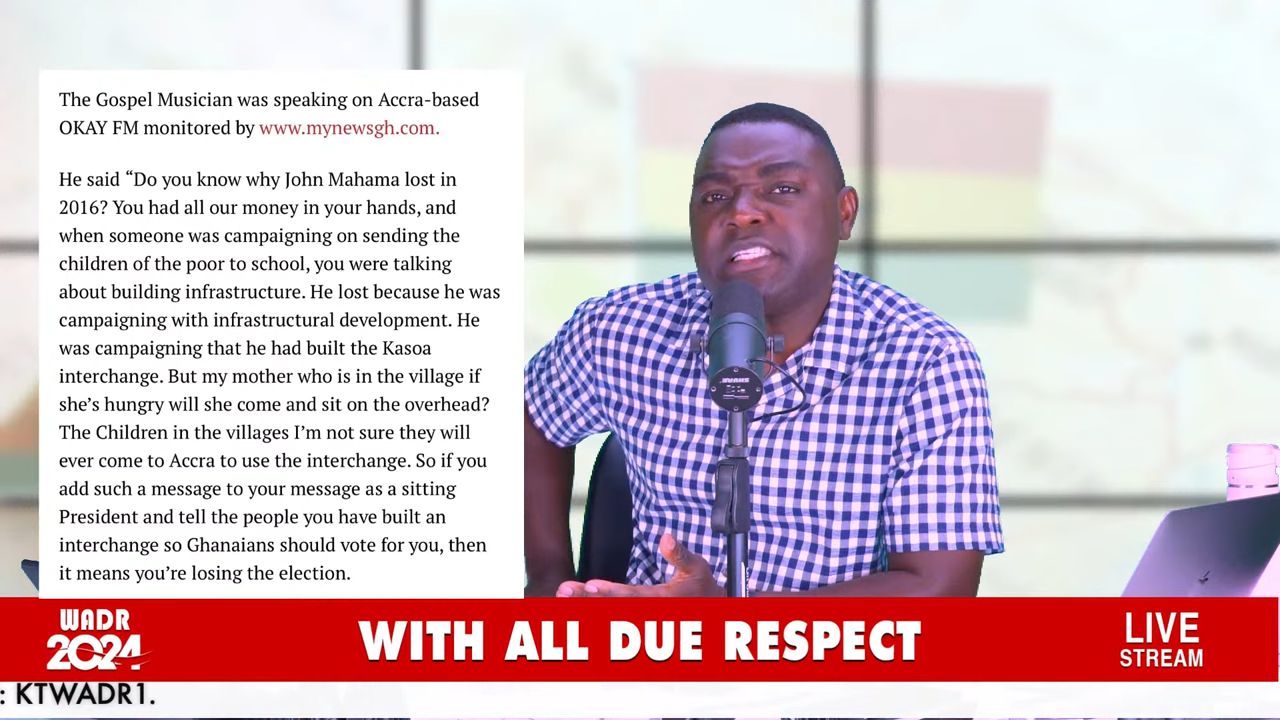 The Gospel Musician was speaking on Accra-based
OKAY FM monitored by www.mynewsgh.com.
He said “Do you know why John Mahama lost in
2016? You had all our money in your hands, and
when someone was campaigning on sending the
children of the poor to school, you were talking
about building infrastructure. He lost because he was
campaigning with infrastructural development. He
was campaigning that he had built the Kasoa
interchange. But my mother who is in the village if
she’s hungry will she come and sit on the overhead?
The Children in the villages I’m not sure they will
ever come to Accra to use the interchange. So if you
add such a message to your message as a sitting
President and tell the people you have built an
interchange so Ghanaians should vote for you, then
it means you’re losing the election.
SHURE
WADR
2024
WITH ALL DUE RESPECT
LIVE
STREAM
: KTWADR1.